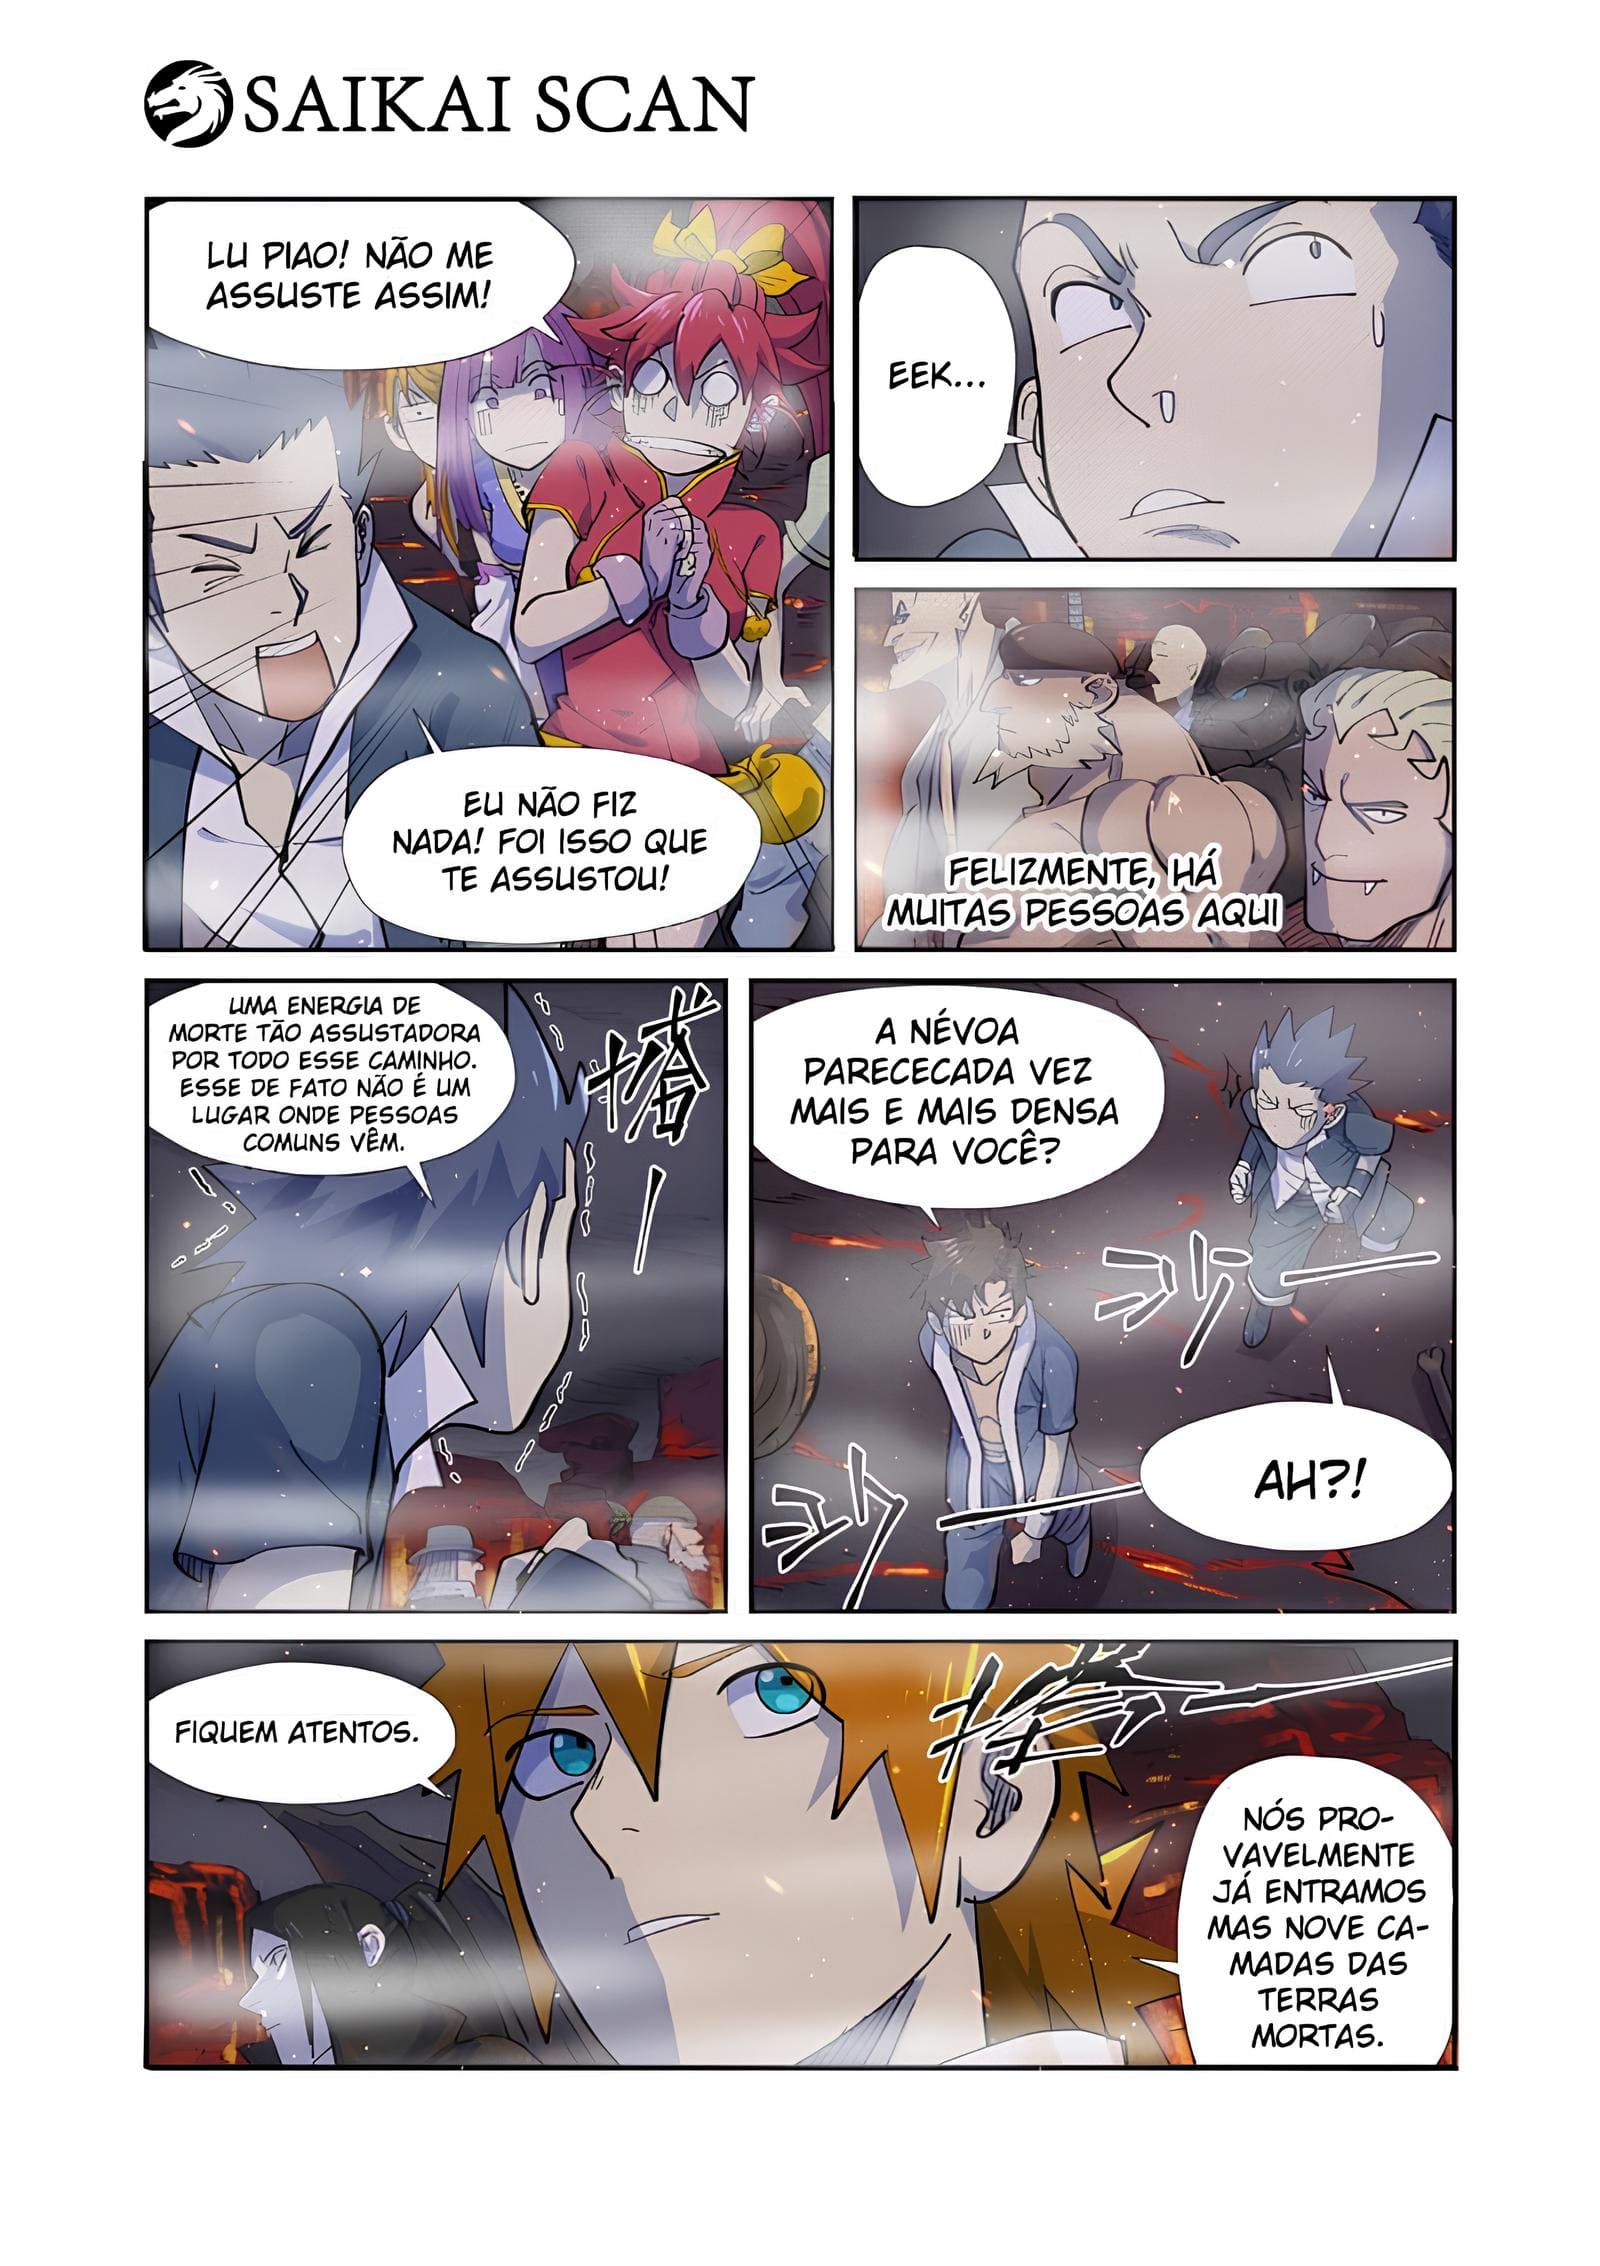 SAIKAI SCAN
LU PIAO! NÃO ME
ASSUSTE ASSIM!
EU NÃO FIZ
NADA! FOI ISSO QUE
TE ASSUSTOU!
EEK...
FELIZMENTE, HÁ
MUITAS PESSOAS AQUI
UMA ENERGIA DE
MORTE TÃO ASSUSTADORA
POR TODO ESSE CAMINHO.
ESSE DE FATO NÃO É UM
LUGAR ONDE PESSOAS
COMUNS VÊM.
A NÉVOA
PARECECADA VEZ
MAIS E MAIS DENSA
PARA VOCÊ?
AH?!
FIQUEM ATENTOS.
NÓS PRO-
VAVELMENTE
JÁ ENTRAMOS
MAS NOVE CA-
MADAS DAS
TERRAS
MORTAS.